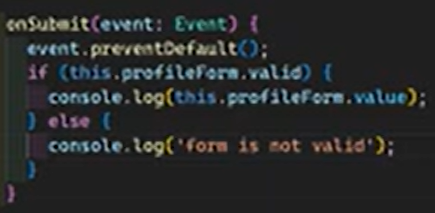 onSubmit(event: Event) {
  event.preventDefault();
  if (this.profileForm.valid) {
    console.log(this.profileForm.value);
  } else {
    console.log('form is not valid');
  }
}